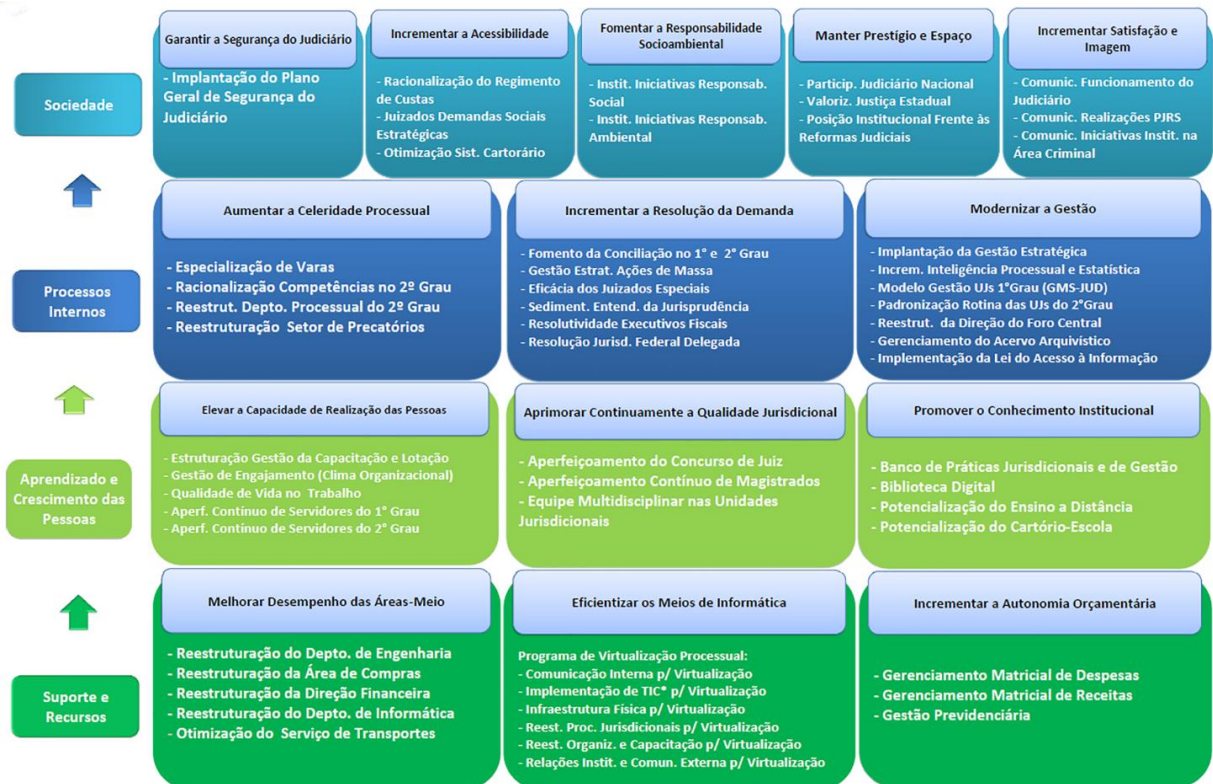 Sociedade
Garantir a Segurança do Judiciário
- Implantação do Plano
Geral de Segurança do
Judiciário
Incrementar a Acessibilidade
- Racionalização do Regimento
de Custas
- Juizados Demandas Sociais
Estratégicas
- Otimização Sist. Cartorário
Fomentar a Responsabilidade
Socioambiental
- Instit. Iniciativas Responsab.
Social
- Instit. Iniciativas Responsab.
Ambiental
Manter Prestígio e Espaço
- Particip. Judiciário Nacional
- Valoriz. Justiça Estadual
- Posição Institucional Frente às
Reformas Judiciais
Incrementar Satisfação e
Imagem
- Comunic. Funcionamento do
Judiciário
- Comunic. Realizações PJRS
- Comunic. Iniciativas Instit. na
Área Criminal
Processos
Internos
Aumentar a Celeridade Processual
- Especialização de Varas
- Racionalização Competências no 2º Grau
- Reestrut. Depto. Processual do 2º Grau
- Reestruturação Setor de Precatórios
Incrementar a Resolução da Demanda
- Fomento da Conciliação no 1° e 2° Grau
- Gestão Estrat. Ações de Massa
- Eficácia dos Juizados Especiais
- Sediment. Entend. da Jurisprudência
- Resolutividade Executivos Fiscais
- Resolução Jurisd. Federal Delegada
Modernizar a Gestão
- Implantação da Gestão Estratégica
- Increm. Inteligência Processual e Estatística
- Modelo Gestão UJs 1°Grau (GMS-JUD)
- Padronização Rotina das UJs do 2°Grau
- Reestrut. da Direção do Foro Central
- Gerenciamento do Acervo Arquivístico
- Implementação da Lei do Acesso à Informação
Aprendizado e
Crescimento das
Pessoas
Elevar a Capacidade de Realização das Pessoas
- Estruturação Gestão da Capacitação e Lotação
- Gestão de Engajamento (Clima Organizacional)
- Qualidade de Vida no Trabalho
- Aperf. Contínuo de Servidores do 1° Grau
- Aperf. Contínuo de Servidores do 2° Grau
Aprimorar Continuamente a Qualidade Jurisdicional
- Aperfeiçoamento do Concurso de Juiz
- Aperfeiçoamento Contínuo de Magistrados
- Equipe Multidisciplinar nas Unidades
Jurisdicionais
Promover o Conhecimento Institucional
- Banco de Práticas Jurisdicionais e de Gestão
- Biblioteca Digital
- Potencialização do Ensino a Distância
- Potencialização do Cartório-Escola
Suporte e
Recursos
Melhorar Desempenho das Áreas-Meio
- Reestruturação do Depto. de Engenharia
- Reestruturação da Área de Compras
- Reestruturação da Direção Financeira
- Reestruturação do Depto. de Informática
- Otimização do Serviço de Transportes
Eficientizar os Meios de Informática
Programa de Virtualização Processual:
- Comunicação Interna p/ Virtualização
- Implementação de TIC* p/ Virtualização
- Infraestrutura Física p/ Virtualização
- Reest. Proc. Jurisdicionais p/ Virtualização
- Reest. Organiz. e Capacitação p/ Virtualização
- Relações Instit. e Comun. Externa p/ Virtualização
Incrementar a Autonomia Orçamentária
- Gerenciamento Matricial de Despesas
- Gerenciamento Matricial de Receitas
- Gestão Previdenciária